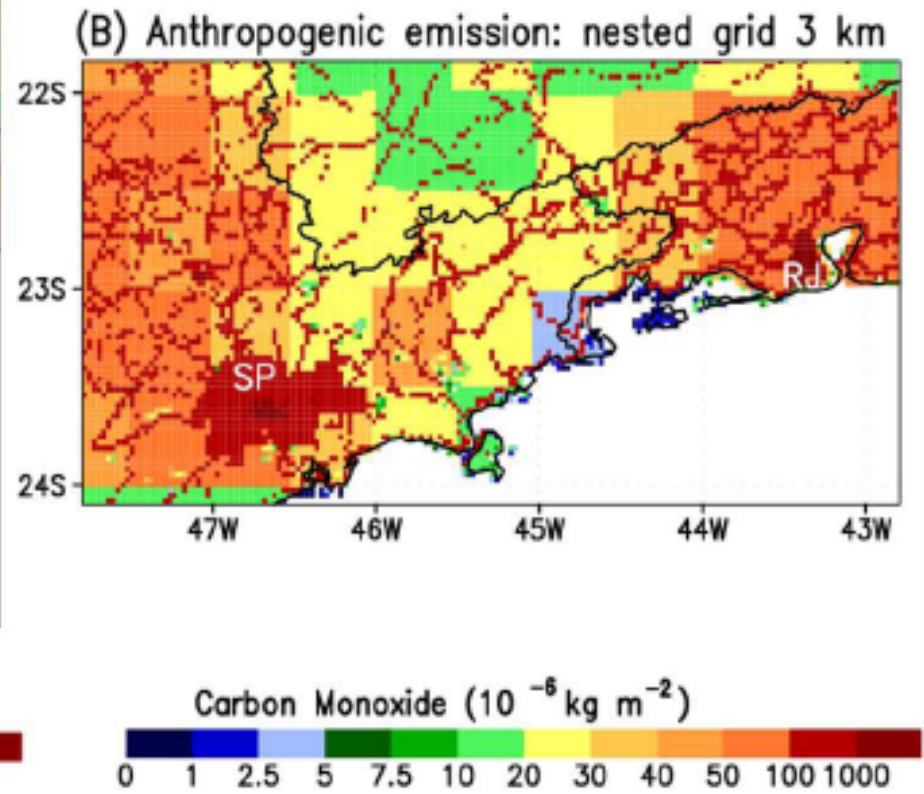 (B) Anthropogenic emission: nested grid 3 km
22S
23S
24S
SP
RJ
47W 46W 45W 44W 43W
Carbon Monoxide (10 −6 kg m−2)
0 1 2.5 5 7.5 10 20 30 40 50 100 1000